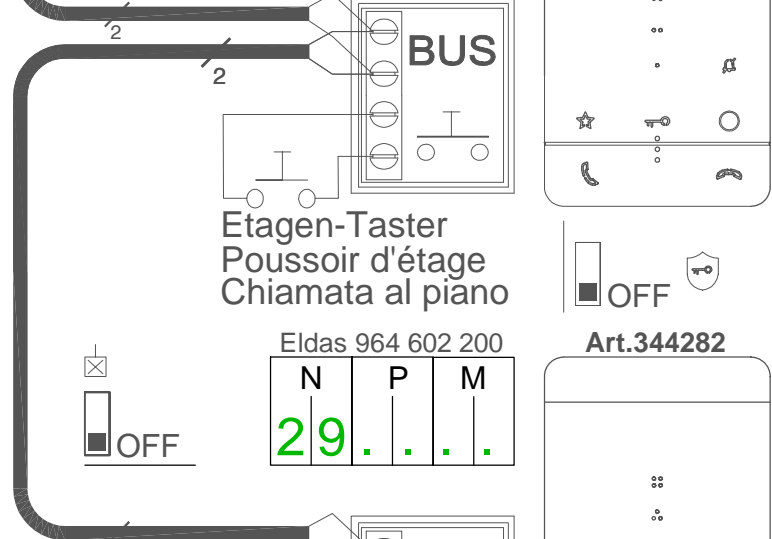 2
BUS
2
Etagen-Taster
Poussoir d'étage
Chiamata al piano
OFF
Eldas 964 602 200
Art.344282
N P M
29. . . .
OFF